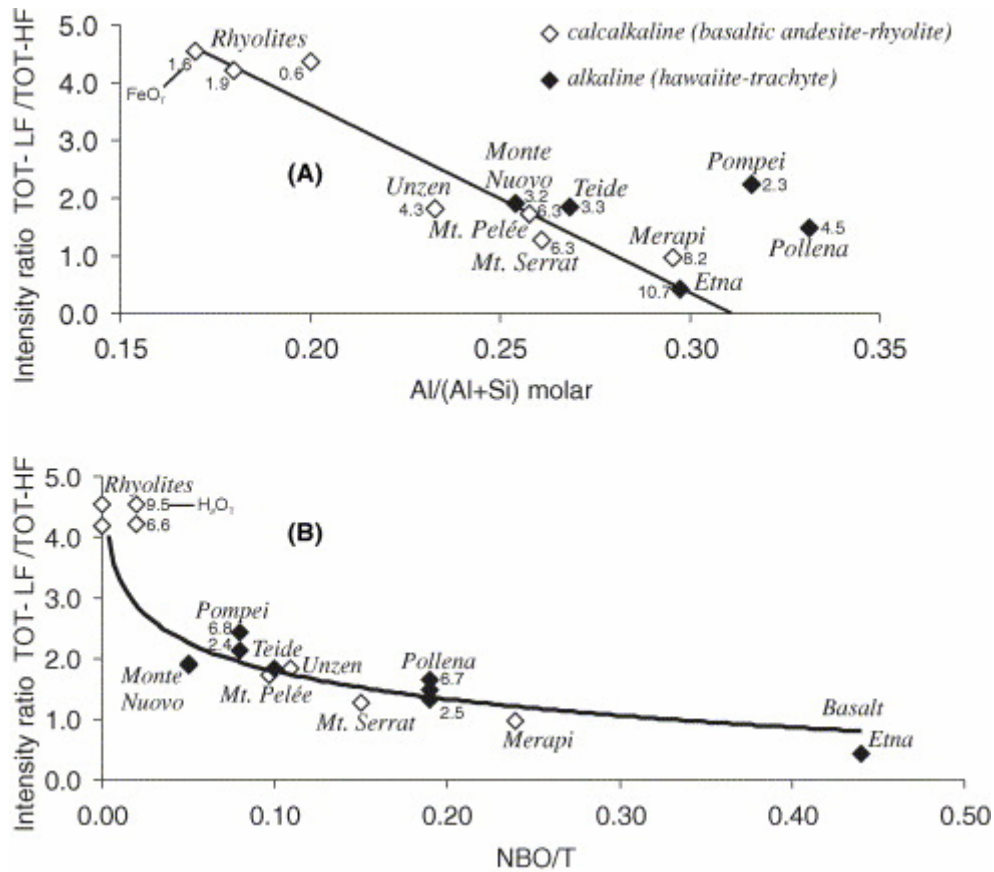 5.0
4.0
3.0
2.0
1.0
0.0
Intensity ratio TOT- LF /TOT-HF
Rhyolites
1.6
1.9
0.6
FeO_T
◇ calcalkaline (basaltic andesite-rhyolite)
◆ alkaline (hawaiite-trachyte)
(A)
Unzen
4.3
Monte
Nuovo
3.2
6.3
Teide
3.3
Mt. Pelée
Mt. Serrat
6.3
Pompei
2.3
Pollena
4.5
Merapi
8.2
Etna
10.7
0.15
0.20
0.25
0.30
0.35
Al/(Al+Si) molar
5.0
4.0
3.0
2.0
1.0
0.0
Intensity ratio TOT- LF /TOT-HF
Rhyolites
9.5
H₂O_T
6.6
(B)
Pompei
6.8
2.4
Teide
Unzen
Monte
Nuovo
Mt. Pelée
Mt. Serrat
Pollena
6.7
2.5
Merapi
Basalt
Etna
0.00
0.10
0.20
0.30
0.40
0.50
NBO/T